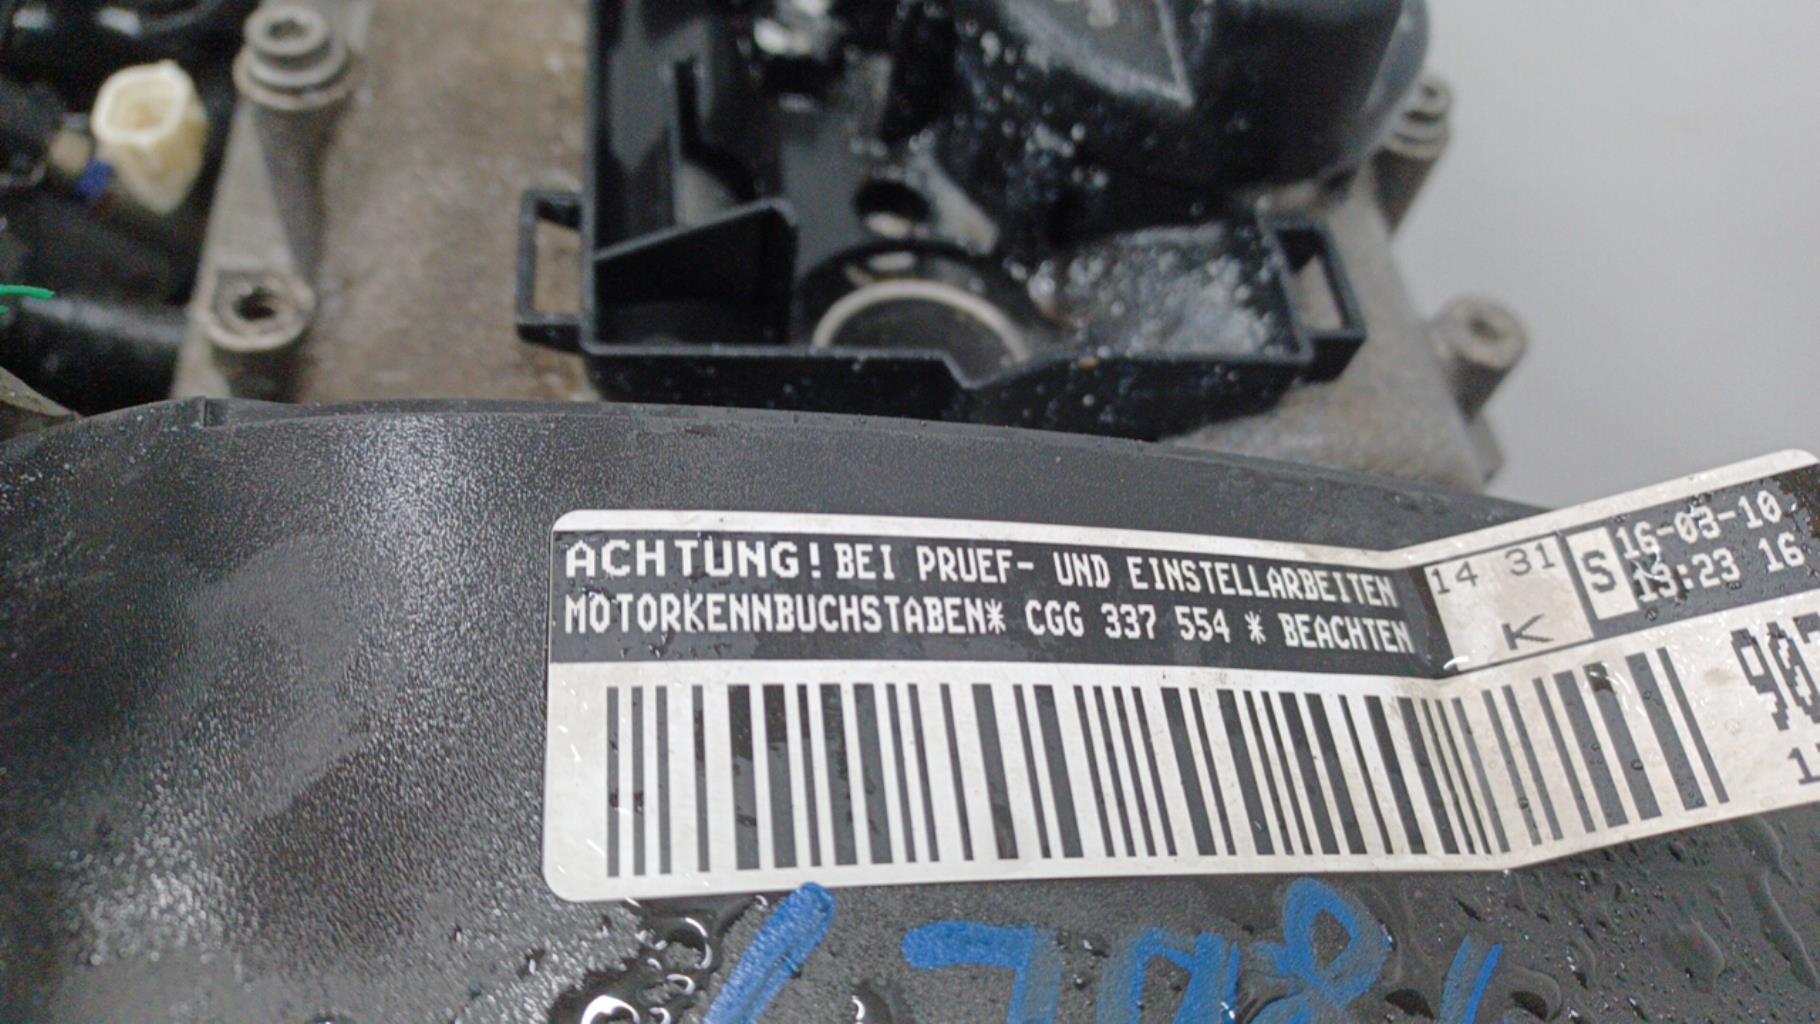 ACHTUNG! BEI PRUEF- UND EINSTELLARBEITEN
MOTORKENNBUCHSTABEN* CGG 337 554 * BEACHTEN
14 31
K
S
16-03-10
13:23 16